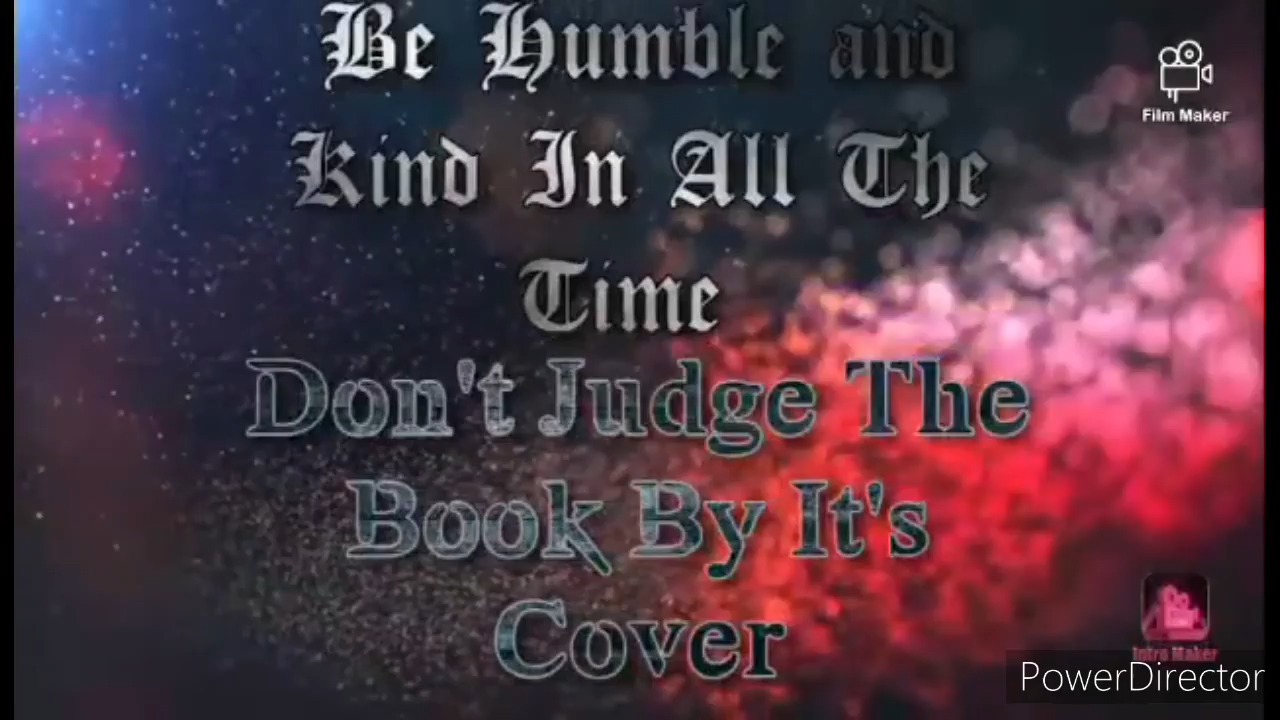 Be Humble and
Kind In All The
Time
Don't Judge The
Book By It's
Cover
Film Maker
Intro Maker
PowerDirector